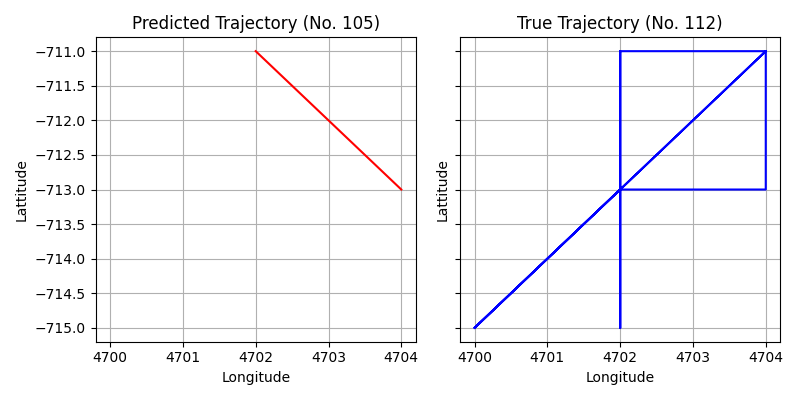 Predicted Trajectory (No. 105)
−711.0
−711.5
−712.0
−712.5
−713.0
−713.5
−714.0
−714.5
−715.0
Lattitude
4700 4701 4702 4703 4704
Longitude
True Trajectory (No. 112)
Lattitude
4700 4701 4702 4703 4704
Longitude